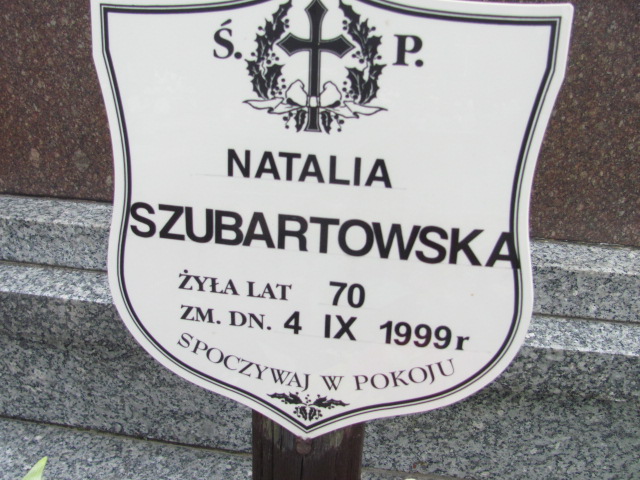 Ś. P.
NATALIA
SZUBARTOWSKA
ŻYŁA LAT 70
ZM. DN. 4 IX 1999r
SPOCZYWAJ W POKOJU